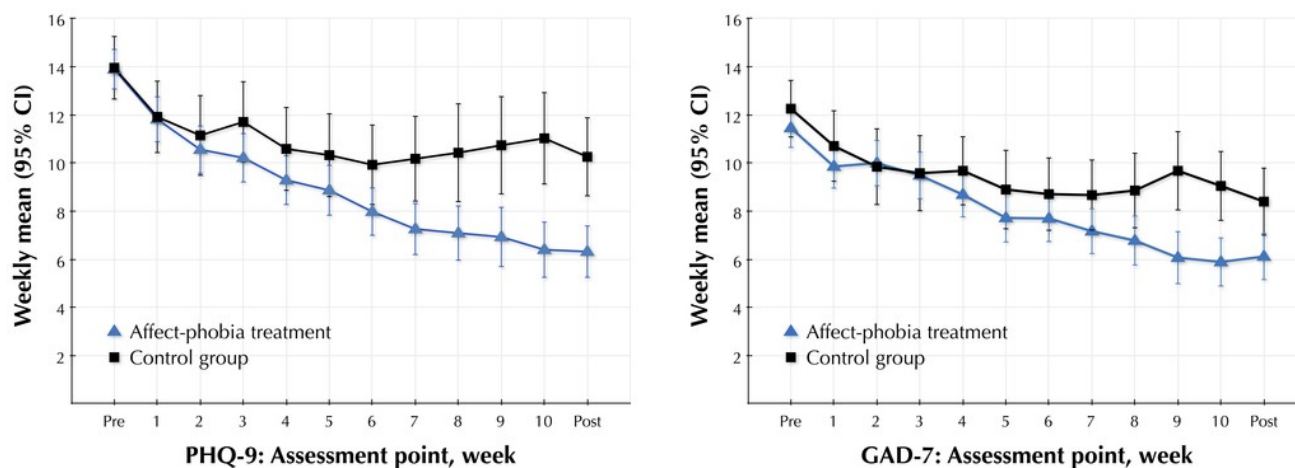 Weekly mean (95% CI)
16
14
12
10
8
6
4
2
Affect-phobia treatment
Control group
Pre 1 2 3 4 5 6 7 8 9 10 Post
PHQ-9: Assessment point, week
Weekly mean (95% CI)
16
14
12
10
8
6
4
2
Affect-phobia treatment
Control group
Pre 1 2 3 4 5 6 7 8 9 10 Post
GAD-7: Assessment point, week